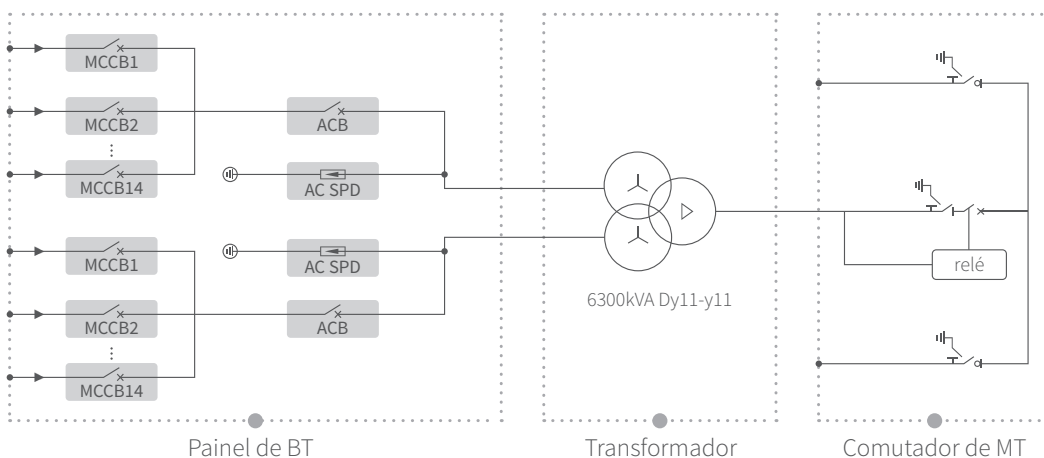 MCCB1
MCCB2
ACB
MCCB14
AC SPD
MCCB1
AC SPD
MCCB2
ACB
MCCB14
6300kVA Dy11-y11
relé
Painel de BT
Transformador
Comutador de MT